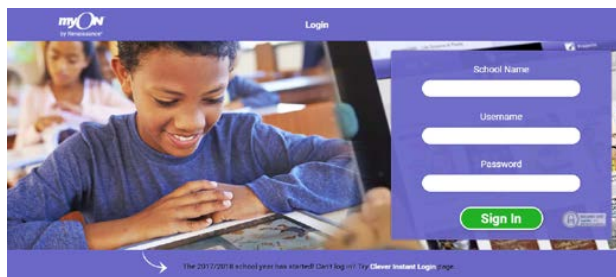 myON
by Renaissance
Login
School Name
Username
Password
Sign In
The 2017/2018 school year has started! Can't log in? Try Clever Instant Login page.